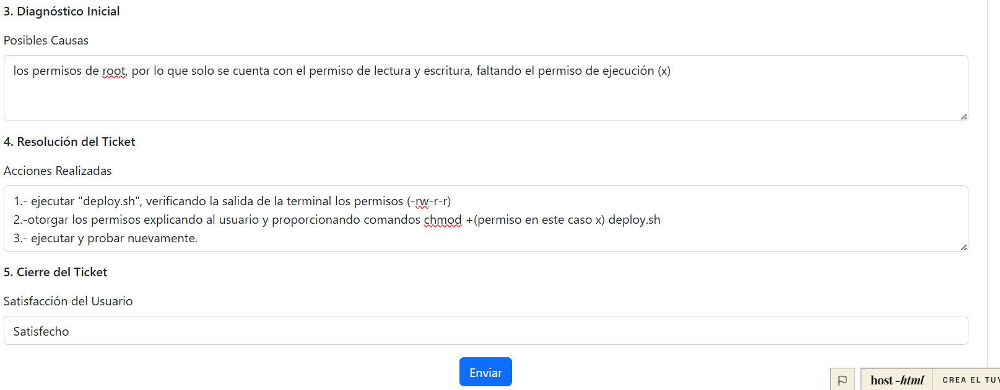 3. Diagnóstico Inicial
Posibles Causas
los permisos de root, por lo que solo se cuenta con el permiso de lectura y escritura, faltando el permiso de ejecución (x)
4. Resolución del Ticket
Acciones Realizadas
1.- ejecutar "deploy.sh", verificando la salida de la terminal los permisos (-rw-r-r)
2.-otorgar los permisos explicando al usuario y proporcionando comandos chmod +(permiso en este caso x) deploy.sh
3.- ejecutar y probar nuevamente.
5. Cierre del Ticket
Satisfacción del Usuario
Satisfecho
Enviar
host-html CREA EL